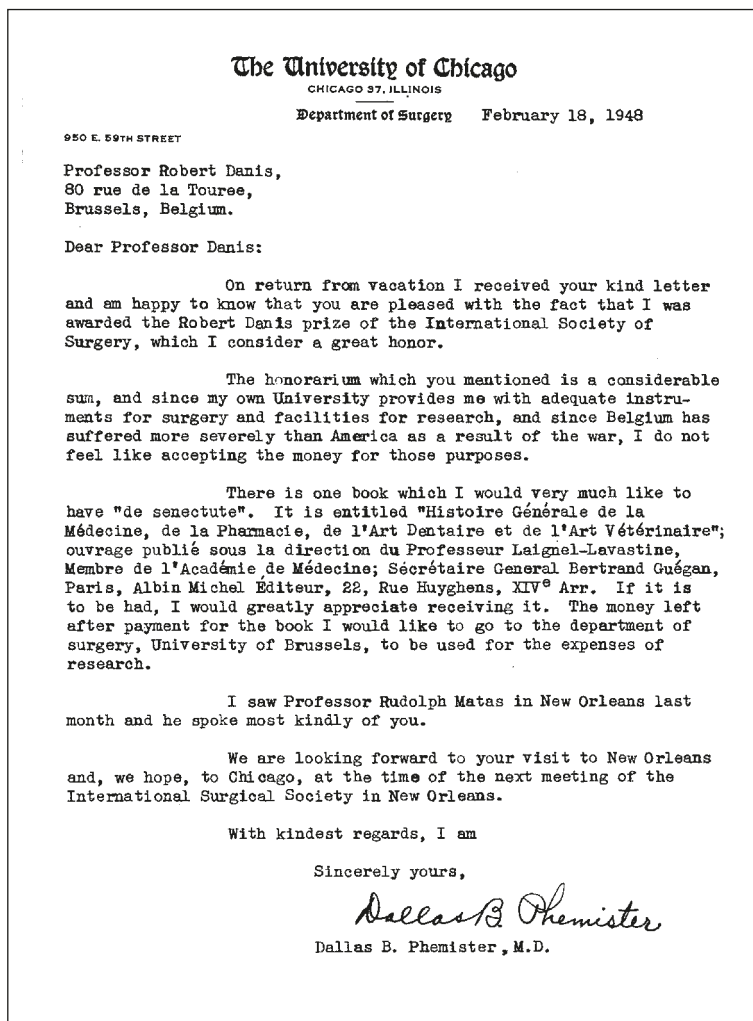 The University of Chicago
CHICAGO 37, ILLINOIS
Department of Surgery February 18, 1948
950 E. 59TH STREET
Professor Robert Danis,
80 rue de la Touree,
Brussels, Belgium.
Dear Professor Danis:
On return from vacation I received your kind letter
and am happy to know that you are pleased with the fact that I was
awarded the Robert Danis prize of the International Society of
Surgery, which I consider a great honor.
The honorarium which you mentioned is a considerable
sum, and since my own University provides me with adequate instru-
ments for surgery and facilities for research, and since Belgium has
suffered more severely than America as a result of the war, I do not
feel like accepting the money for those purposes.
There is one book which I would very much like to
have "de senectute". It is entitled "Histoire Générale de la
Médecine, de la Pharmacie, de l'Art Dentaire et de l'Art Vétérinaire";
ouvrage publié sous la direction du Professeur Laignel-Lavastine,
Membre de l'Académie de Médecine; Sécrétaire General Bertrand Guégan,
Paris, Albin Michel Éditeur, 22, Rue Huyghens, XIVe Arr. If it is
to be had, I would greatly appreciate receiving it. The money left
after payment for the book I would like to go to the department of
surgery, University of Brussels, to be used for the expenses of
research.
I saw Professor Rudolph Matas in New Orleans last
month and he spoke most kindly of you.
We are looking forward to your visit to New Orleans
and, we hope, to Chicago, at the time of the next meeting of the
International Surgical Society in New Orleans.
With kindest regards, I am
Sincerely yours,
Dallas B. Phemister
Dallas B. Phemister, M.D.